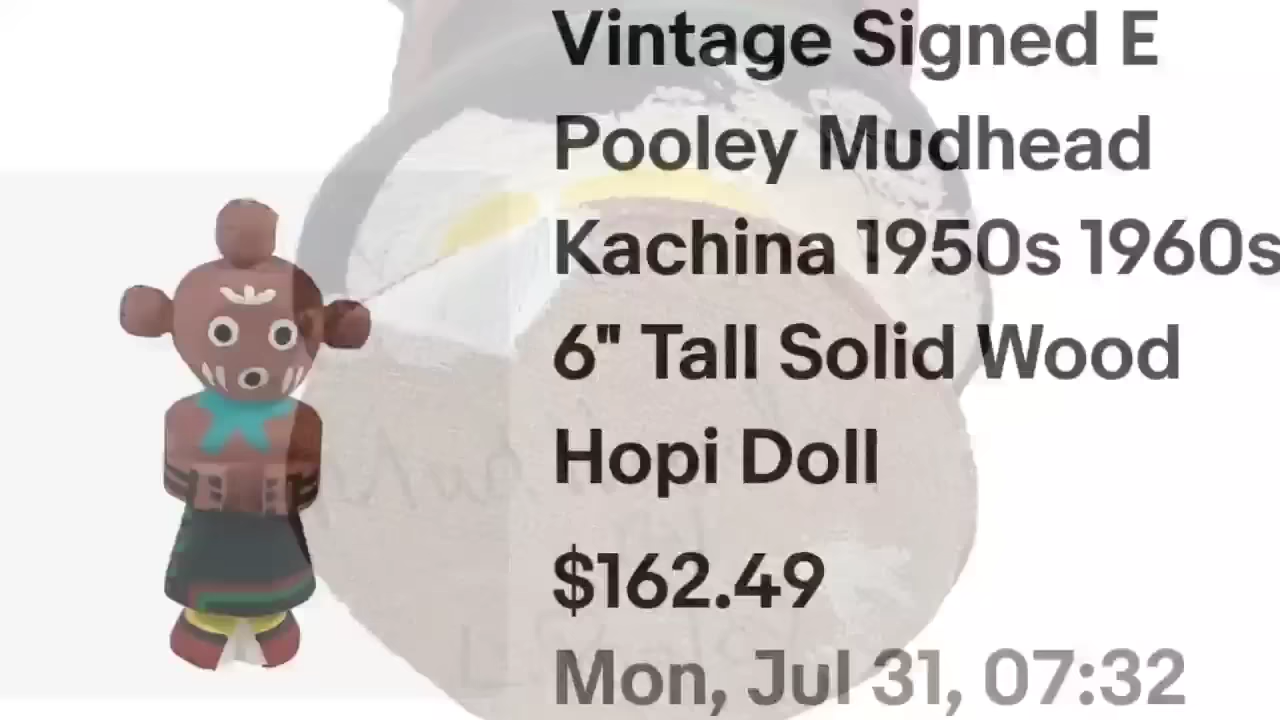 Vintage Signed E
Pooley Mudhead
Kachina 1950s 1960s
6" Tall Solid Wood
Hopi Doll
$162.49
Mon, Jul 31, 07:32